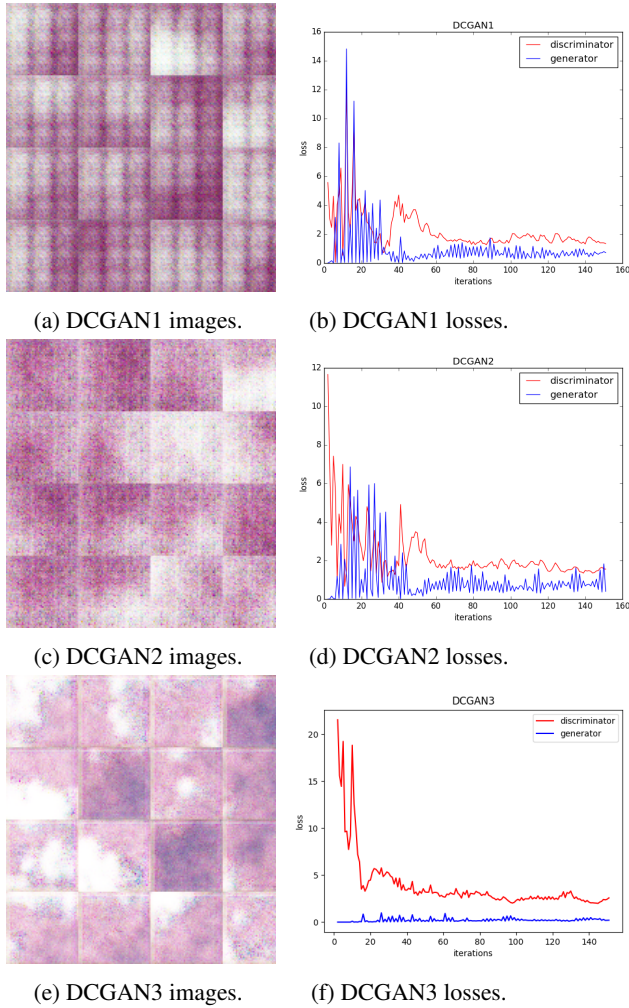 DCGAN1
16
14
12
10
8
6
4
2
0
loss
discriminator
generator
0 20 40 60 80 100 120 140 160
iterations
(a) DCGAN1 images.
(b) DCGAN1 losses.
DCGAN2
12
10
8
6
4
2
0
loss
discriminator
generator
0 20 40 60 80 100 120 140 160
iterations
(c) DCGAN2 images.
(d) DCGAN2 losses.
DCGAN3
20
15
10
5
0
loss
discriminator
generator
0 20 40 60 80 100 120 140
iterations
(e) DCGAN3 images.
(f) DCGAN3 losses.